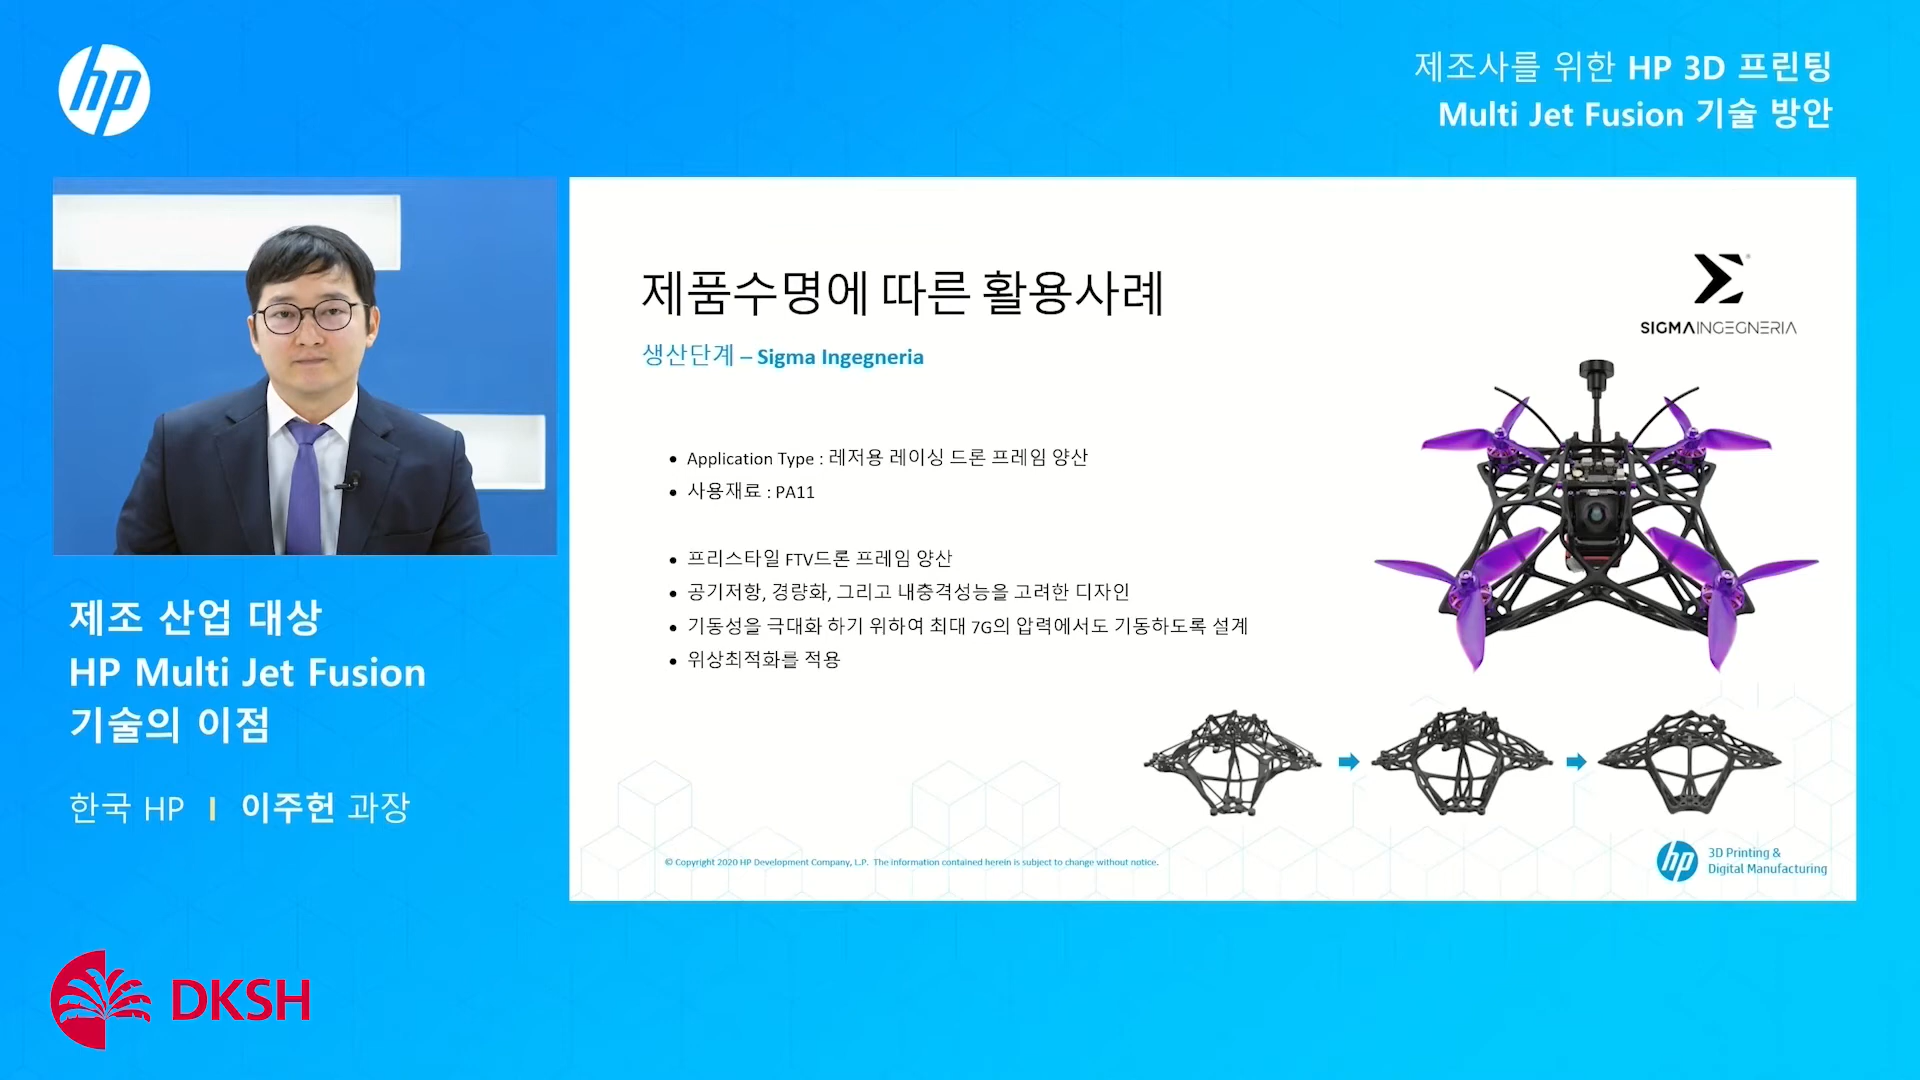 hp
제조사를 위한 HP 3D 프린팅
Multi Jet Fusion 기술 방안
제품수명에 따른 활용사례
생산단계 – Sigma Ingegneria
SIGMAINGEGNERIA
• Application Type : 레저용 레이싱 드론 프레임 양산
• 사용재료 : PA11
• 프리스타일 FTV드론 프레임 양산
• 공기저항, 경량화, 그리고 내충격성능을 고려한 디자인
• 기동성을 극대화 하기 위하여 최대 7G의 압력에서도 기동하도록 설계
• 위상최적화를 적용
© Copyright 2020 HP Development Company, L.P. The information contained herein is subject to change without notice.
hp
3D Printing &
Digital Manufacturing
제조 산업 대상
HP Multi Jet Fusion
기술의 이점
한국 HP | 이주헌 과장
DKSH